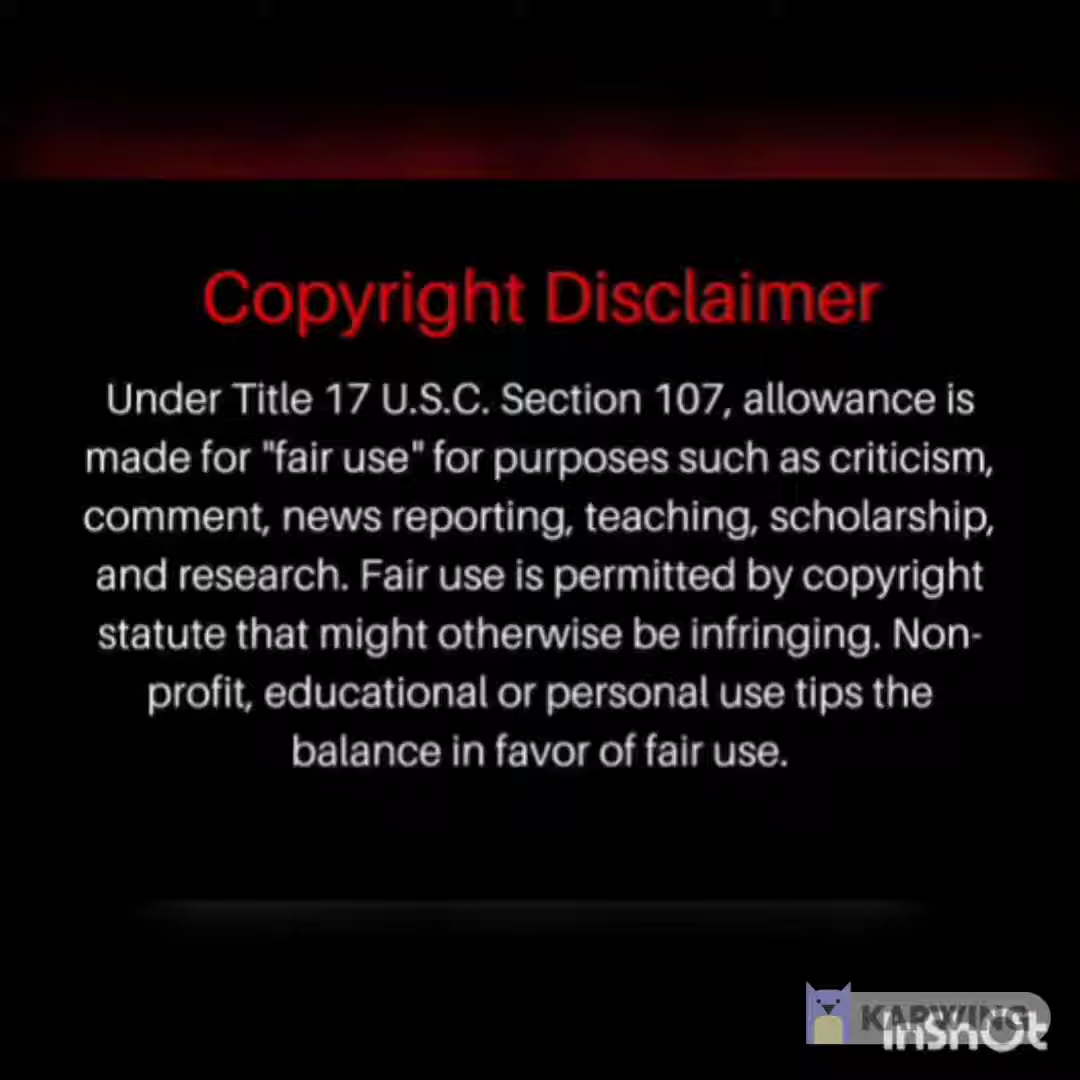 Copyright Disclaimer
Under Title 17 U.S.C. Section 107, allowance is
made for "fair use" for purposes such as criticism,
comment, news reporting, teaching, scholarship,
and research. Fair use is permitted by copyright
statute that might otherwise be infringing. Non-
profit, educational or personal use tips the
balance in favor of fair use.
KAPWING
InShOt